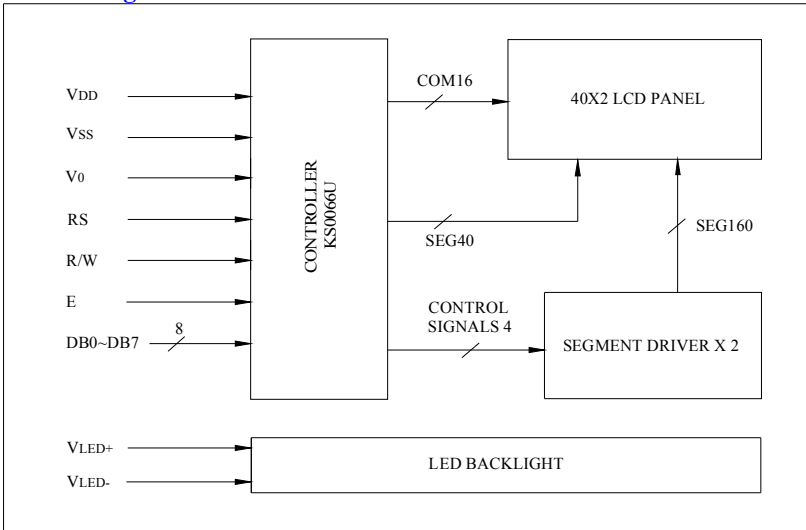 VDD
VSS
V0
RS
R/W
E
DB0~DB7
8
CONTROLLER
KS0066U
COM16
SEG40
CONTROL
SIGNALS 4
40X2 LCD PANEL
SEG160
SEGMENT DRIVER X 2
VLED+
VLED-
LED BACKLIGHT